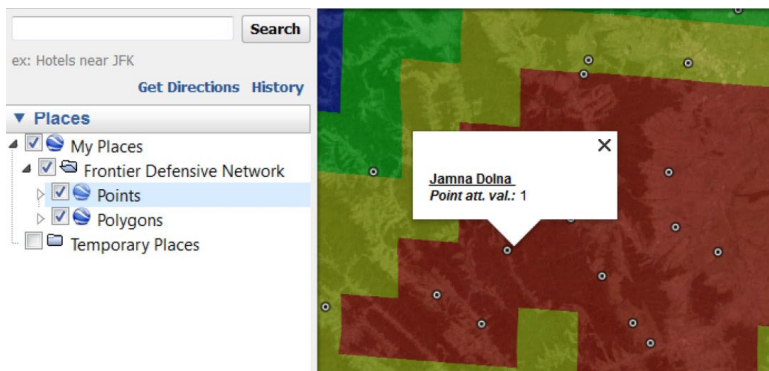 Search
ex: Hotels near JFK
Get Directions History
Places
My Places
Frontier Defensive Network
Points
Polygons
Temporary Places
Jamna Dolna
Point att. val.: 1